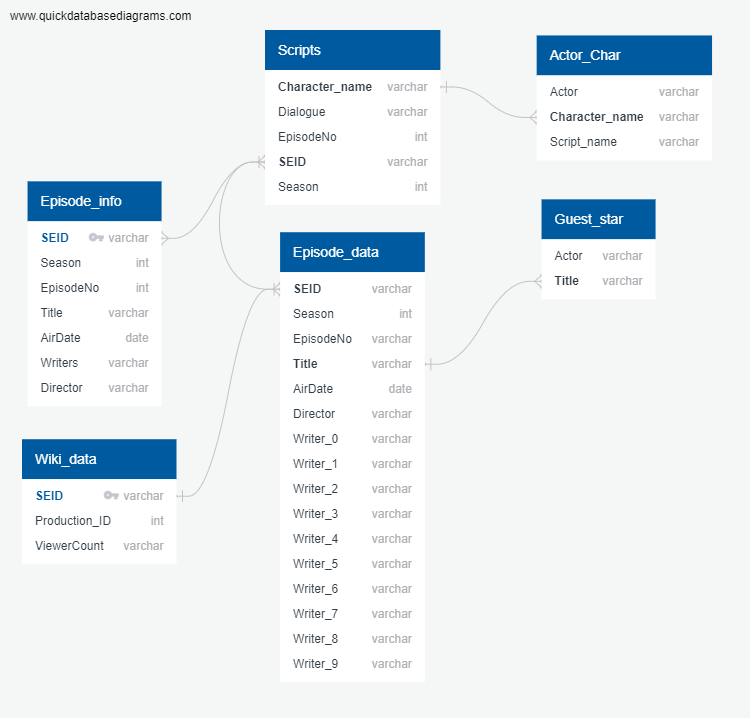 www.quickdatabasediagrams.com
Scripts
Character_name varchar
Dialogue varchar
EpisodeNo int
SEID varchar
Season int
Actor_Char
Actor varchar
Character_name varchar
Script_name varchar
Episode_info
SEID varchar
Season int
EpisodeNo int
Title varchar
AirDate date
Writers varchar
Director varchar
Guest_star
Actor varchar
Title varchar
Episode_data
SEID varchar
Season int
EpisodeNo varchar
Title varchar
AirDate date
Director varchar
Writer_0 varchar
Writer_1 varchar
Writer_2 varchar
Writer_3 varchar
Writer_4 varchar
Writer_5 varchar
Writer_6 varchar
Writer_7 varchar
Writer_8 varchar
Writer_9 varchar
Wiki_data
SEID varchar
Production_ID int
ViewerCount varchar